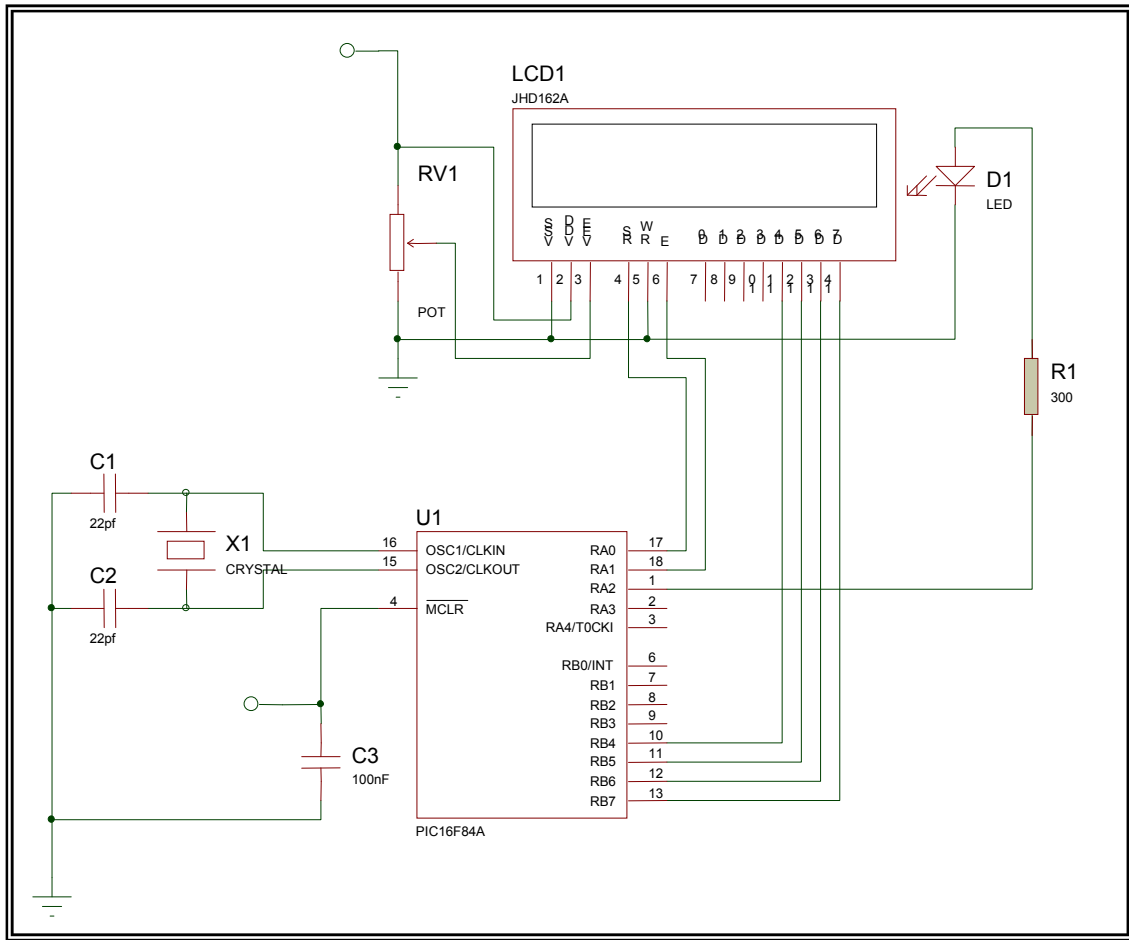 LCD1
JHD162A
RV1
POT
VSS
VDD
VEE
RS
RW
E
D0
D1
D2
D3
D4
D5
D6
D7
1
2
3
4
5
6
7
8
9
10
11
12
13
14
D1
LED
R1
300
C1
22pf
X1
CRYSTAL
C2
22pf
U1
16
OSC1/CLKIN
15
OSC2/CLKOUT
4
MCLR
RA0
17
RA1
18
RA2
1
RA3
2
RA4/T0CKI
3
RB0/INT
6
RB1
7
RB2
8
RB3
9
RB4
10
RB5
11
RB6
12
RB7
13
PIC16F84A
C3
100nF